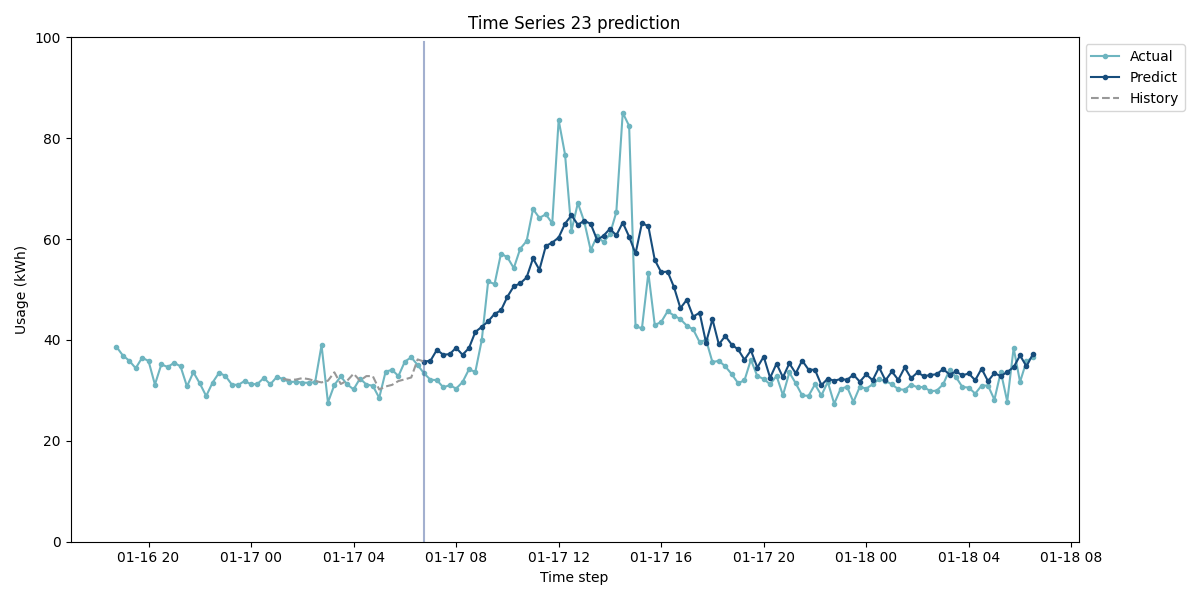 Time Series 23 prediction
Usage (kWh)
100
80
60
40
20
0
01-16 20
01-17 00
01-17 04
01-17 08
01-17 12
01-17 16
01-17 20
01-18 00
01-18 04
01-18 08
Time step
Actual
Predict
History